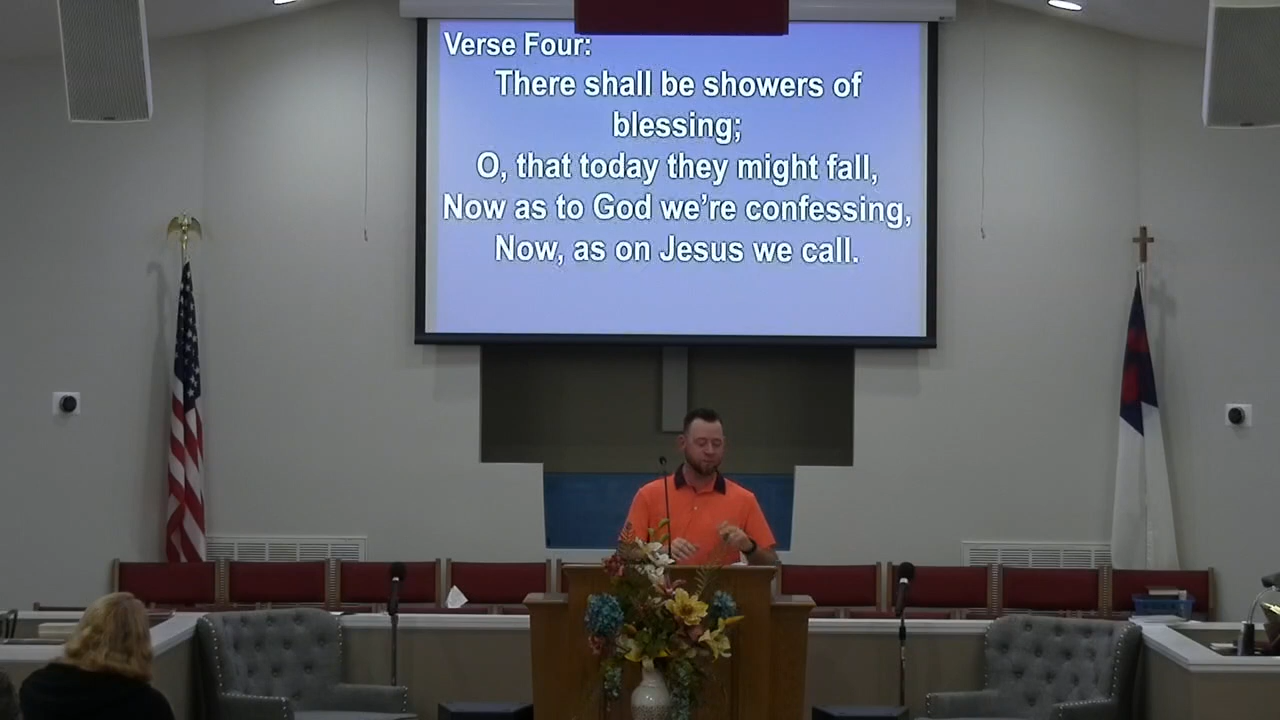 Verse Four:
There shall be showers of
blessing;
O, that today they might fall,
Now as to God we’re confessing,
Now, as on Jesus we call.